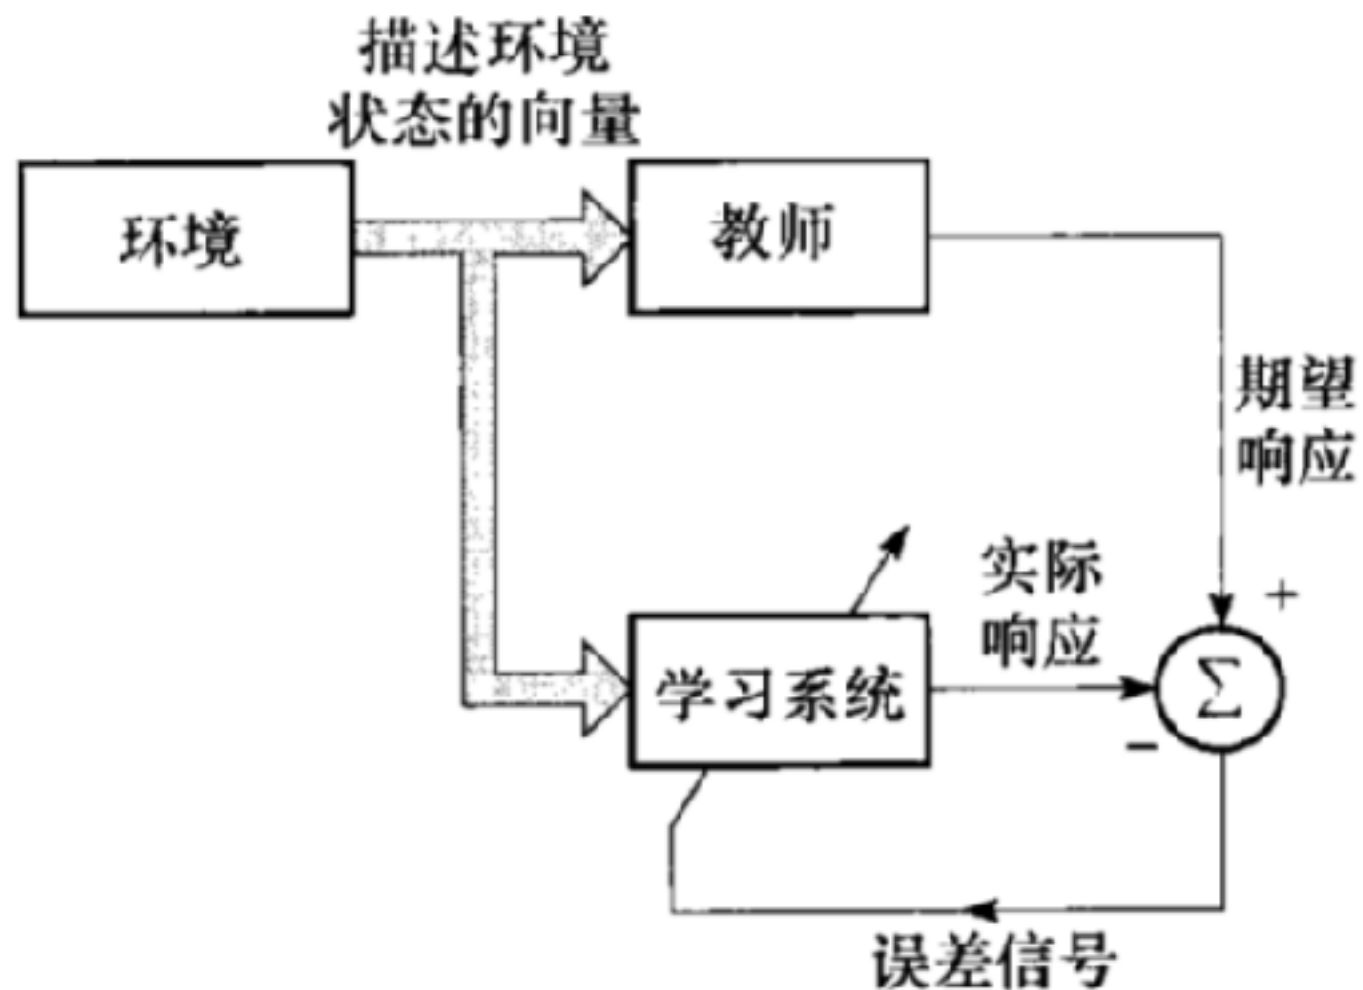 描述环境
状态的向量
环境
教师
期望
响应
实际
响应
+
学习系统
Σ
−
误差信号